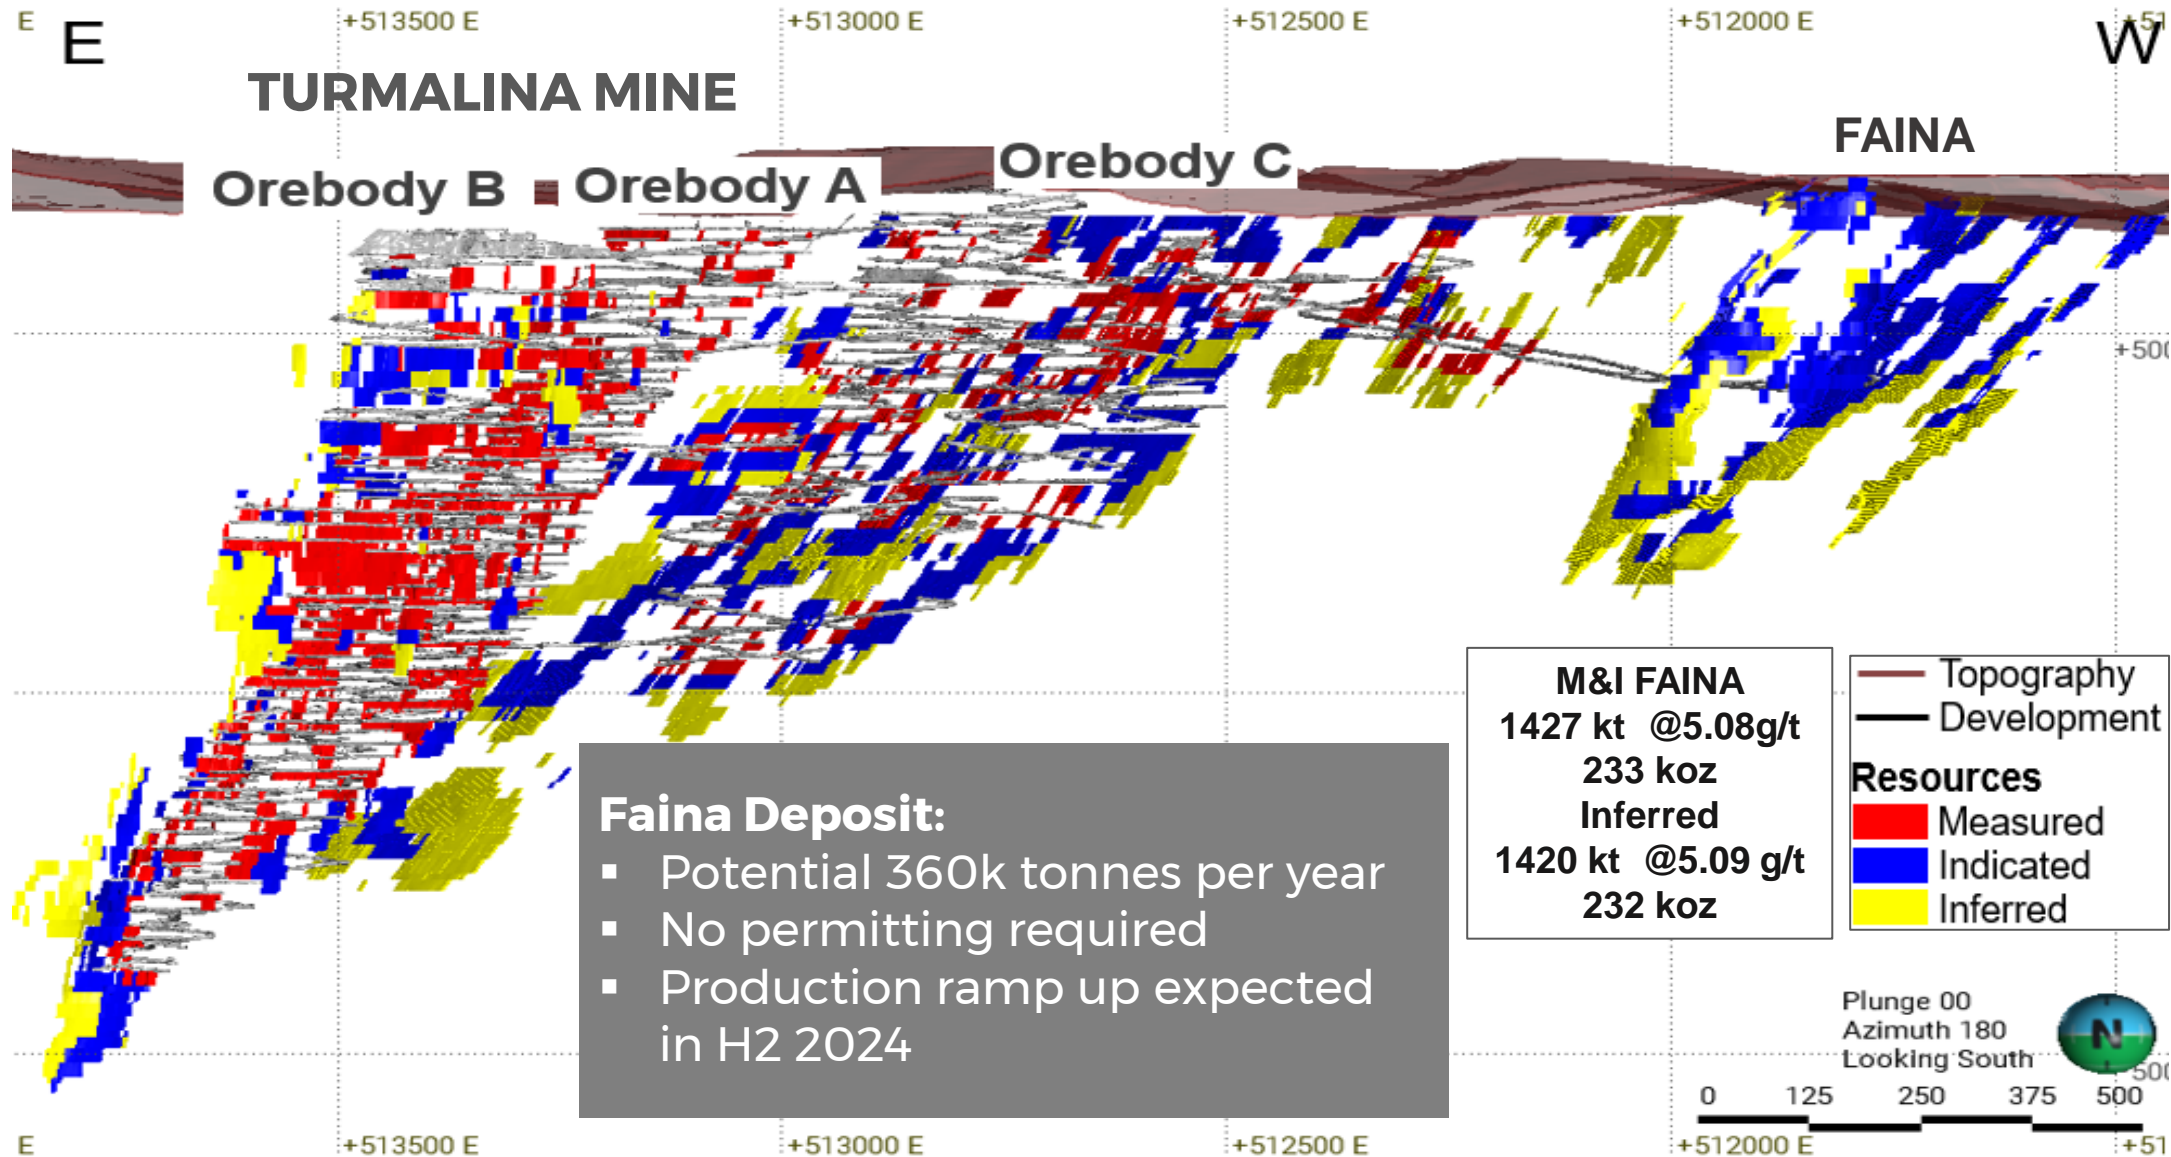 E +513500 E +513000 E +512500 E +512000 E
E W
TURMALINA MINE
FAINA
Orebody B Orebody A Orebody C
M&I FAINA
1427 kt @5.08g/t
233 koz
Inferred
1420 kt @5.09 g/t
232 koz
Topography
Development
Resources
Measured
Indicated
Inferred
Faina Deposit:
▪ Potential 360k tonnes per year
▪ No permitting required
▪ Production ramp up expected
in H2 2024
Plunge 00
Azimuth 180
Looking South
N
0 125 250 375 500
E +513500 E +513000 E +512500 E +512000 E